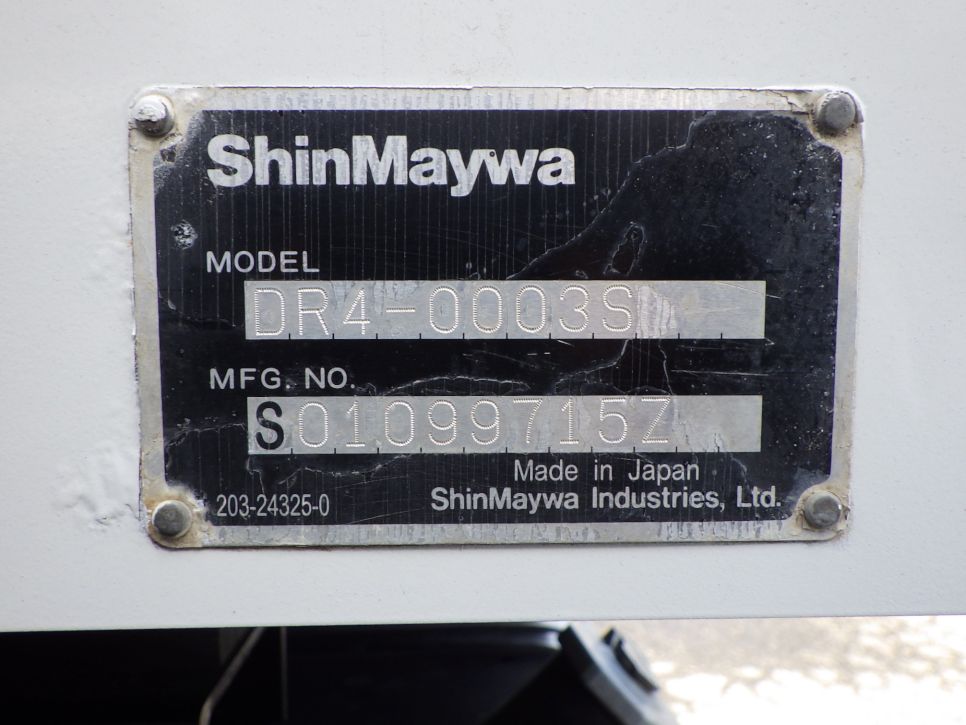 ShinMaywa
MODEL
DR4-0003S
MFG. NO.
S01099715Z
Made in Japan
203-24325-0 ShinMaywa Industries, Ltd.